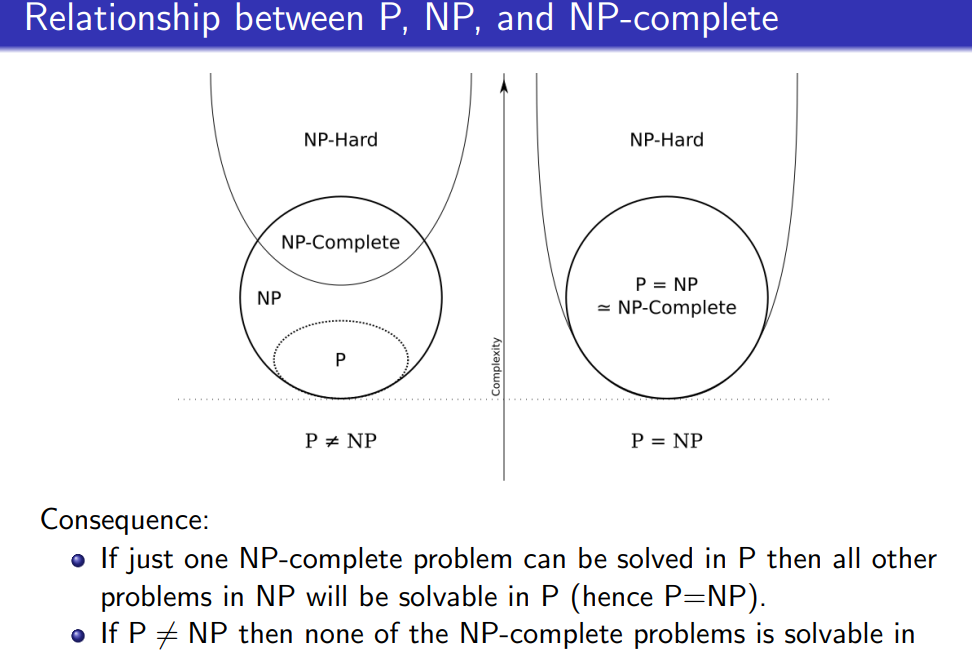 Relationship between P, NP, and NP-complete
NP-Hard
NP-Complete
NP
P
P ≠ NP
Complexity
NP-Hard
P = NP
≃ NP-Complete
P = NP
Consequence:
If just one NP-complete problem can be solved in P then all other
problems in NP will be solvable in P (hence P=NP).
If P ≠ NP then none of the NP-complete problems is solvable in